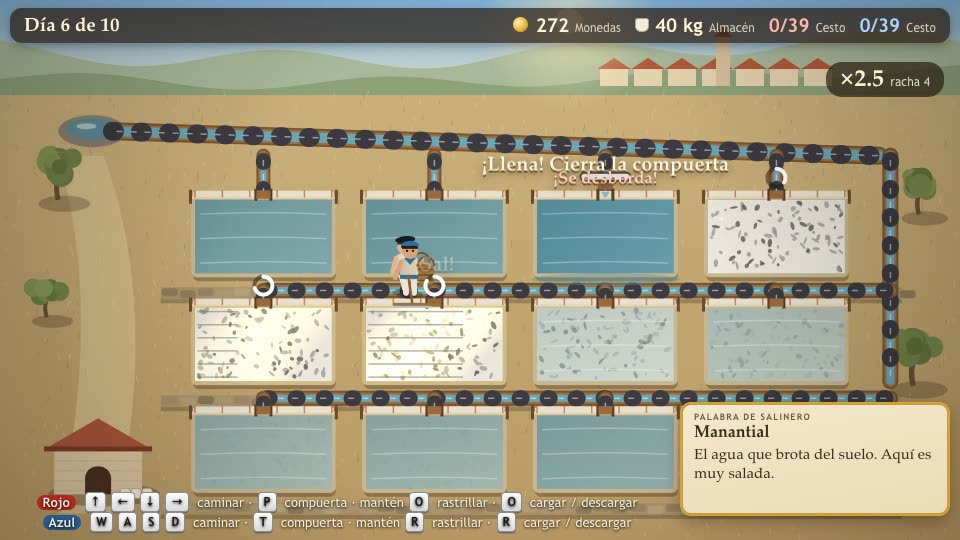 Día 6 de 10
272 Monedas
40 kg Almacén
0/39 Cesto
0/39 Cesto
×2.5 racha 4
¡Llena! Cierra la compuerta
¡Se desborda!
PALABRA DE SALINERO
Manantial
El agua que brota del suelo. Aquí es
muy salada.
Rojo ↑ ← ↓ → caminar · P compuerta · mantén O rastrillar · O cargar / descargar
Azul W A S D caminar · T compuerta · mantén R rastrillar · R cargar / descargar